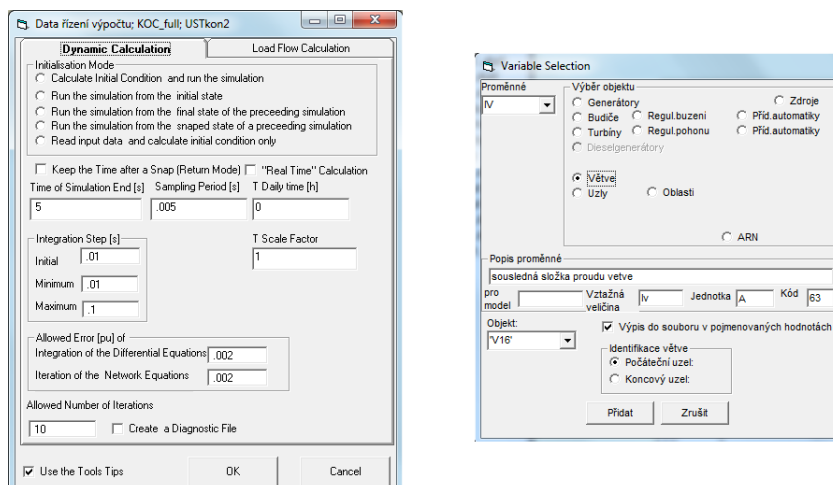 Data řízení výpočtu; KOC_full; USTkon2
Dynamic Calculation
Load Flow Calculation
Initialisation Mode
Calculate Initial Condition and run the simulation
Run the simulation from the initial state
Run the simulation from the final state of the preceeding simulation
Run the simulation from the snaped state of a preceeding simulation
Read input data and calculate initial condition only
Keep the Time after a Snap (Return Mode) "Real Time" Calculation
Time of Simulation End [s] Sampling Period [s] T Daily time [h]
5 .005 0
Integration Step [s]
T Scale Factor
Initial .01
1
Minimum .01
Maximum .1
Allowed Error [pu] of
Integration of the Differential Equations .002
Iteration of the Network Equations .002
Allowed Number of Iterations
10 Create a Diagnostic File
Use the Tools Tips OK Cancel
Variable Selection
Proměnné
IV
Výběr objektu
Generátory Zdroje
Budiče Regul.buzeni Příd.automatiky
Turbíny Regul.pohonu Příd.automatiky
Dieselgenerátory
Větve
Uzly Oblasti
ARN
Popis proměnné
sousledná složka proudu vetve
pro model Vztažná veličina Iv Jednotka A Kód 63
Objekt:
'V16'
Výpis do souboru v pojmenovaných hodnotách
Identifikace větve
Počáteční uzel:
Koncový uzel:
Přidat Zrušit